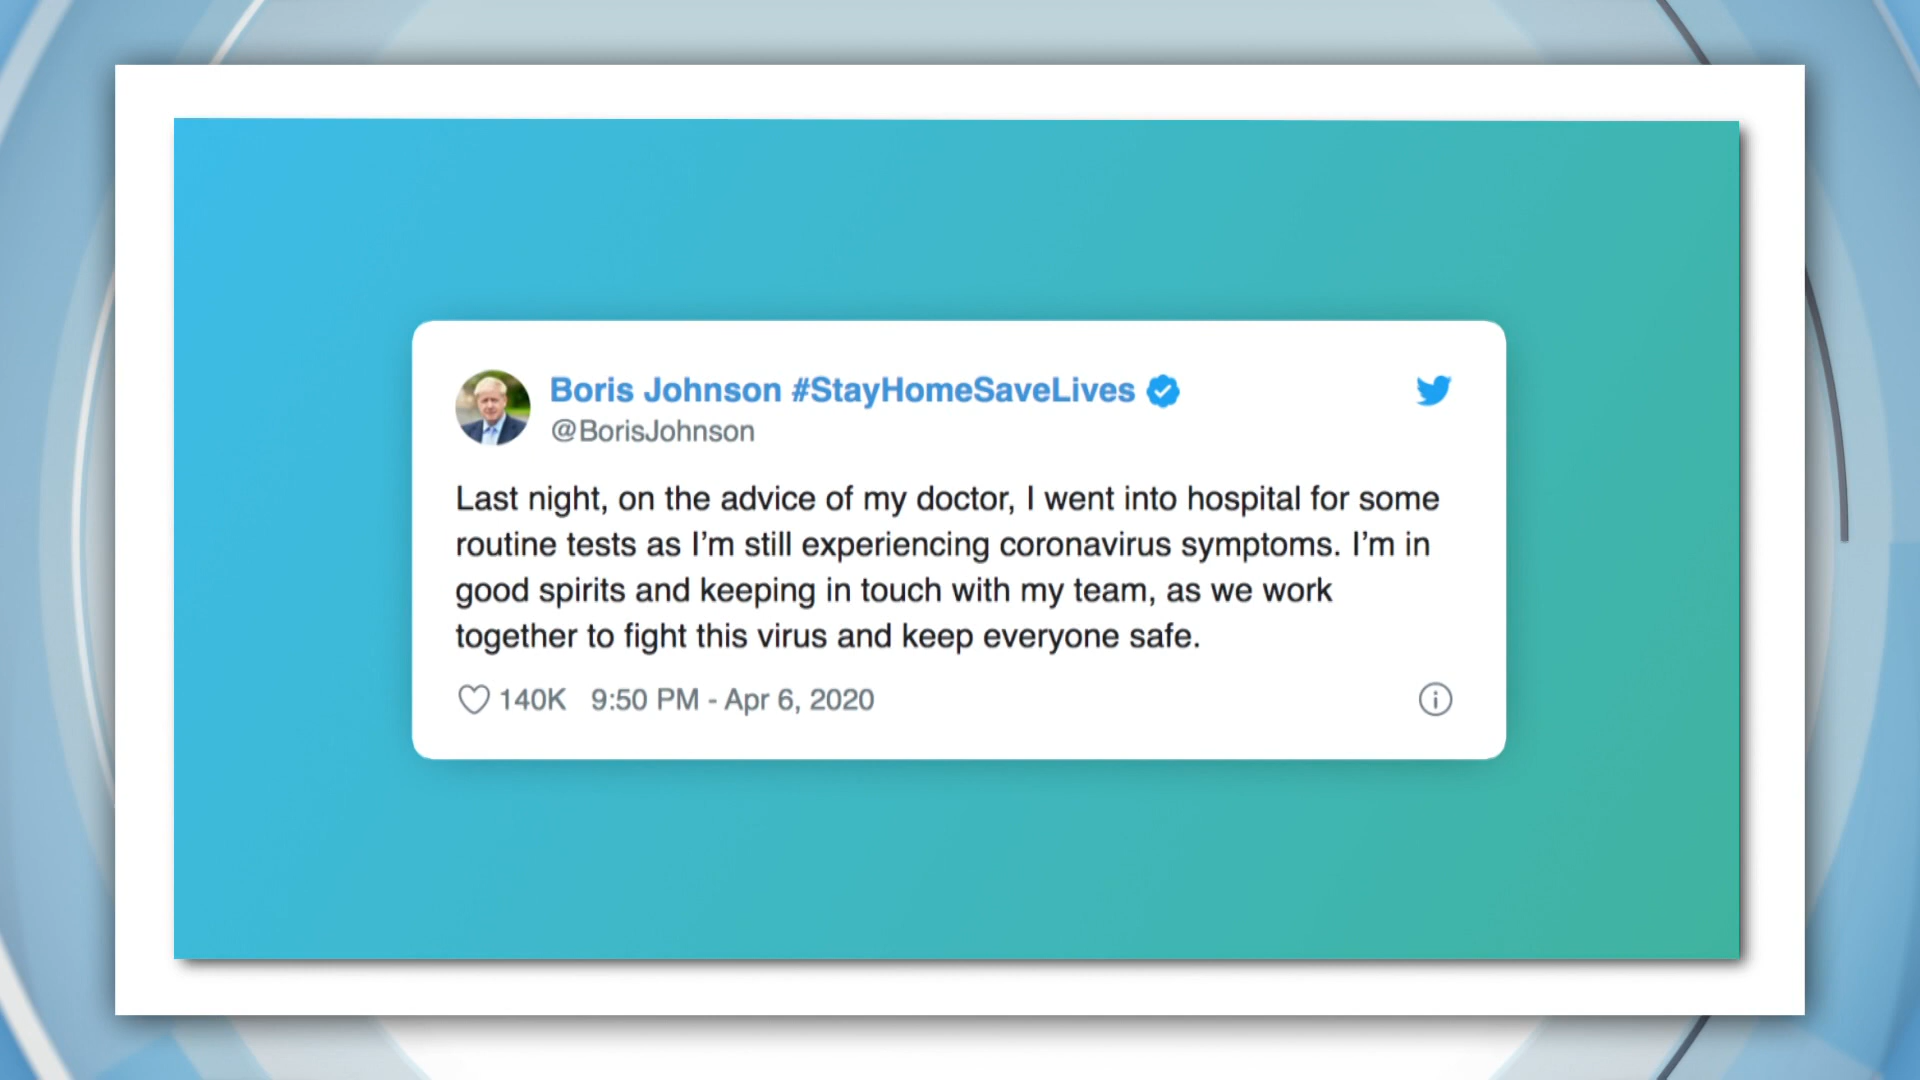 Boris Johnson #StayHomeSaveLives
@BorisJohnson
Last night, on the advice of my doctor, I went into hospital for some
routine tests as I’m still experiencing coronavirus symptoms. I’m in
good spirits and keeping in touch with my team, as we work
together to fight this virus and keep everyone safe.
140K 9:50 PM - Apr 6, 2020